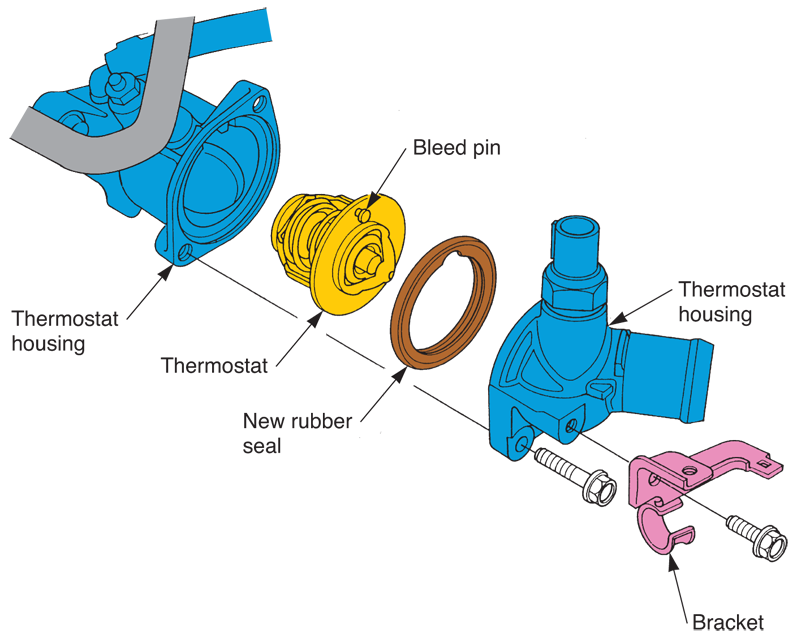 Bleed pin
Thermostat
housing
Thermostat
housing
Thermostat
New rubber
seal
Bracket